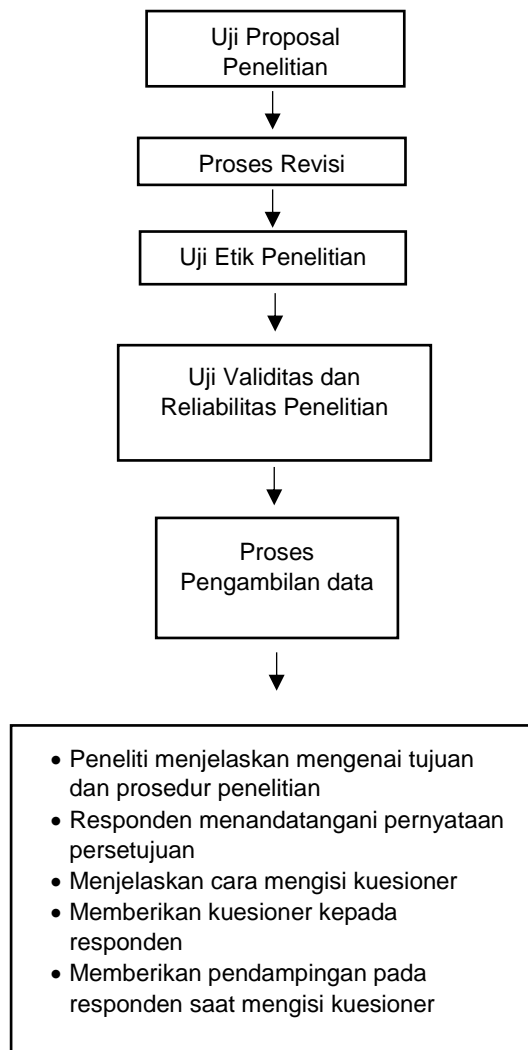 Uji Proposal
Penelitian
Proses Revisi
Uji Etik Penelitian
Uji Validitas dan
Reliabilitas Penelitian
Proses
Pengambilan data
• Peneliti menjelaskan mengenai tujuan
dan prosedur penelitian
• Responden menandatangani pernyataan
persetujuan
• Menjelaskan cara mengisi kuesioner
• Memberikan kuesioner kepada
responden
• Memberikan pendampingan pada
responden saat mengisi kuesioner